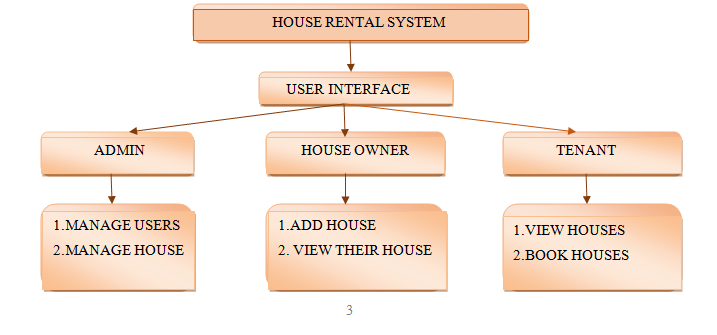 HOUSE RENTAL SYSTEM
USER INTERFACE
ADMIN
HOUSE OWNER
TENANT
1.MANAGE USERS
2.MANAGE HOUSE
1.ADD HOUSE
2. VIEW THEIR HOUSE
1.VIEW HOUSES
2.BOOK HOUSES
3